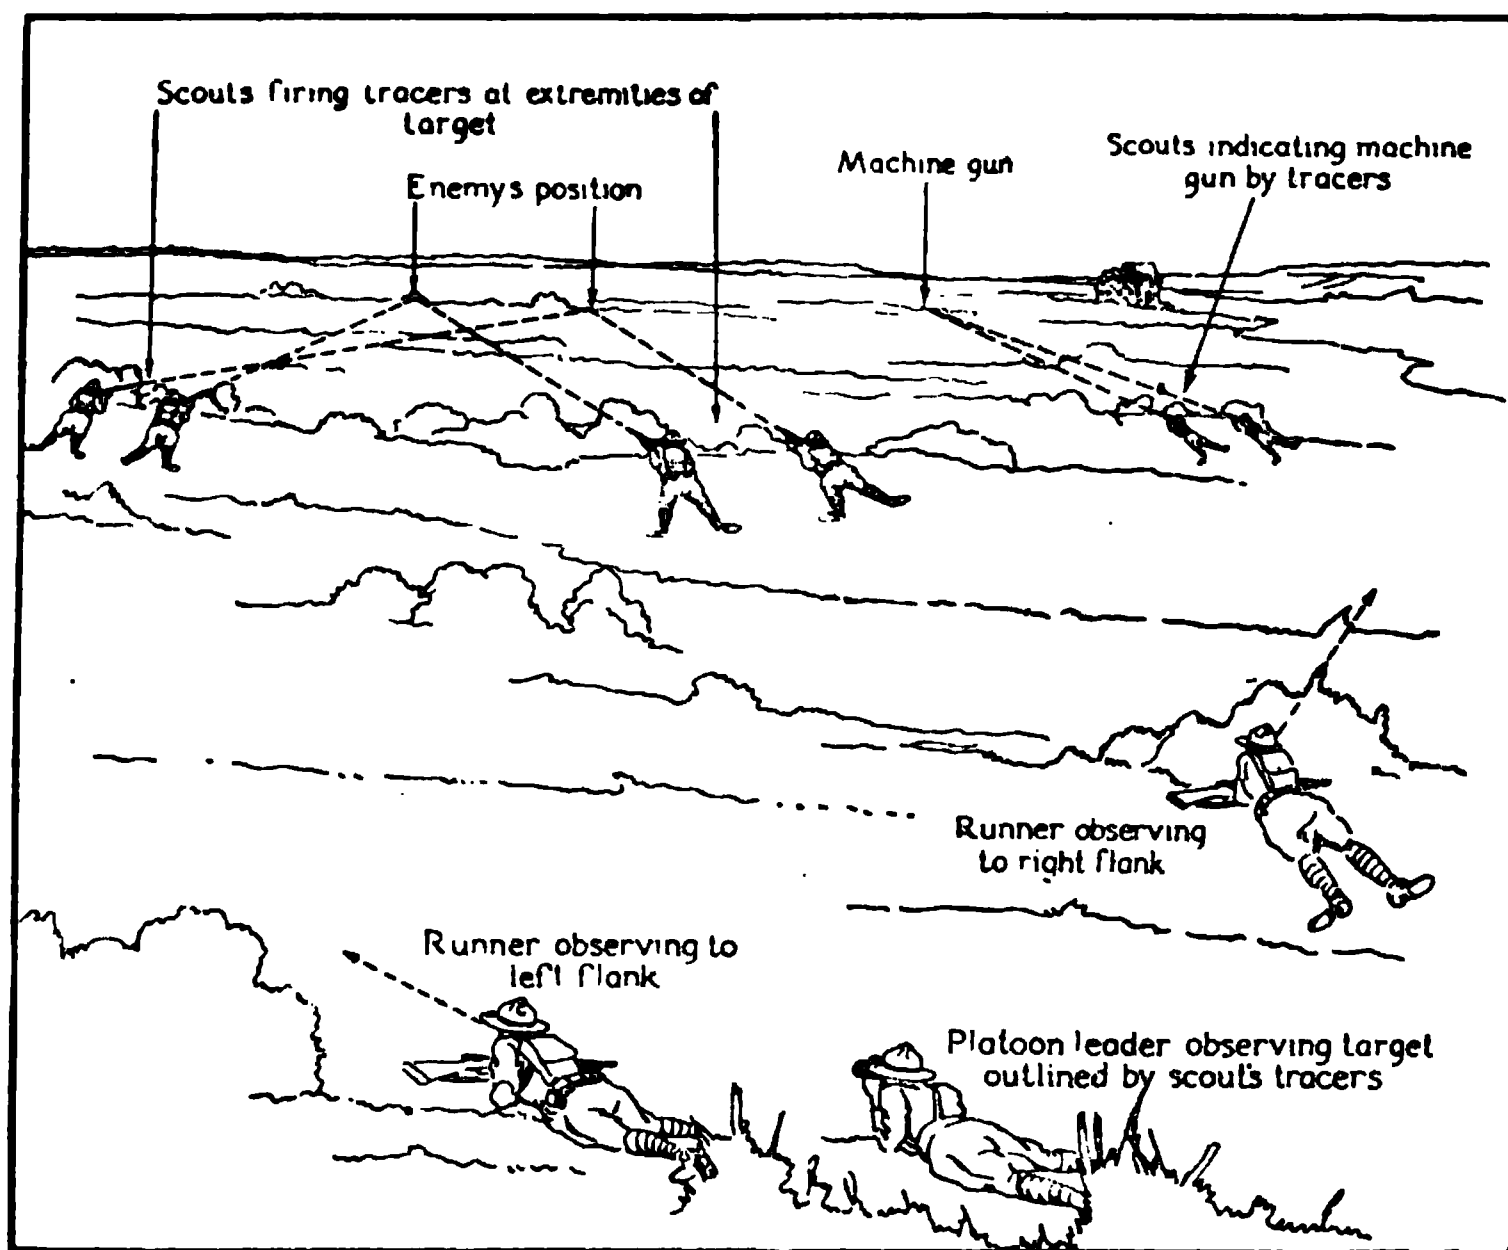 Scouts firing tracers at extremities of
target
Enemy's position
Machine gun
Scouts indicating machine
gun by tracers
Runner observing
to right flank
Runner observing to
left flank
Platoon leader observing target
outlined by scout's tracers